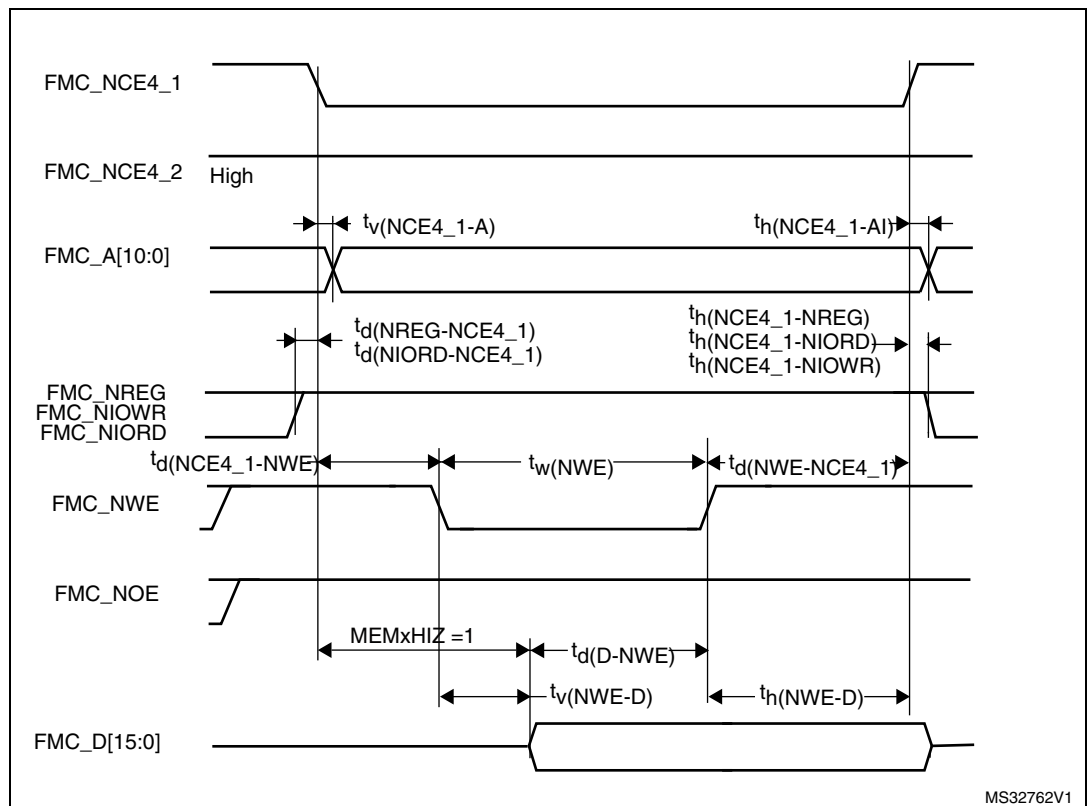 FMC_NCE4_1
FMC_NCE4_2 High
tv(NCE4_1-A)
th(NCE4_1-AI)
FMC_A[10:0]
td(NREG-NCE4_1)
td(NIORD-NCE4_1)
th(NCE4_1-NREG)
th(NCE4_1-NIORD)
th(NCE4_1-NIOWR)
FMC_NREG
FMC_NIOWR
FMC_NIORD
td(NCE4_1-NWE)
tw(NWE)
td(NWE-NCE4_1)
FMC_NWE
FMC_NOE
MEMxHIZ =1
td(D-NWE)
tv(NWE-D)
th(NWE-D)
FMC_D[15:0]
MS32762V1